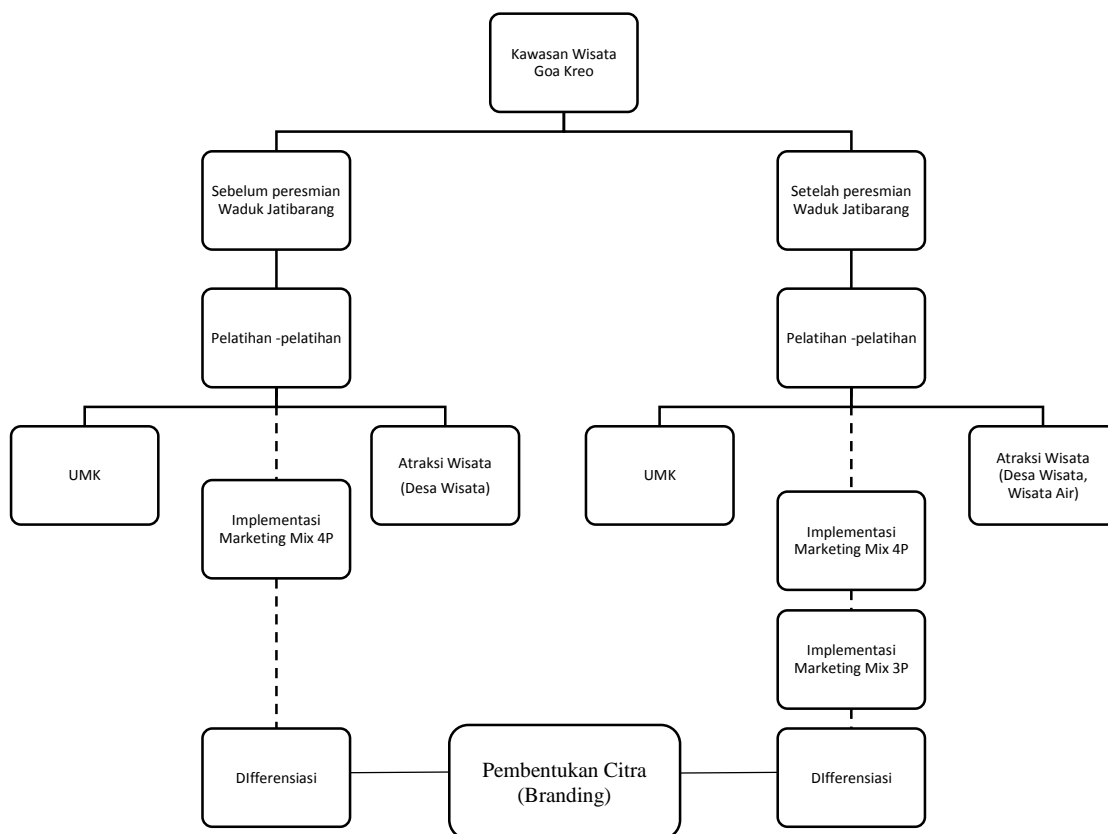 Kawasan Wisata
Goa Kreo
Sebelum peresmian
Waduk Jatibarang
Setelah peresmian
Waduk Jatibarang
Pelatihan -pelatihan
Pelatihan -pelatihan
UMK
Atraksi Wisata
(Desa Wisata)
UMK
Atraksi Wisata
(Desa Wisata,
Wisata Air)
Implementasi
Marketing Mix 4P
Implementasi
Marketing Mix 4P
Implementasi
Marketing Mix 3P
DIfferensiasi
Pembentukan Citra
(Branding)
DIfferensiasi